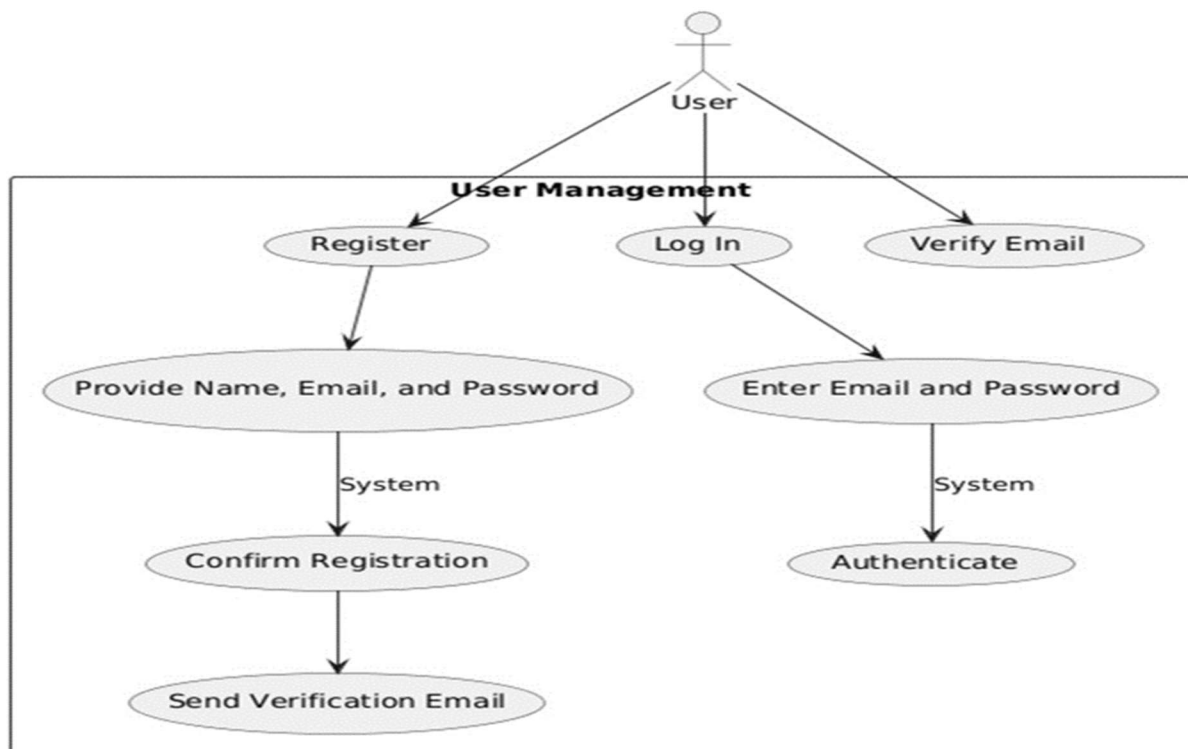 User
User Management
Register
Log In
Verify Email
Provide Name, Email, and Password
Enter Email and Password
System
System
Confirm Registration
Authenticate
Send Verification Email